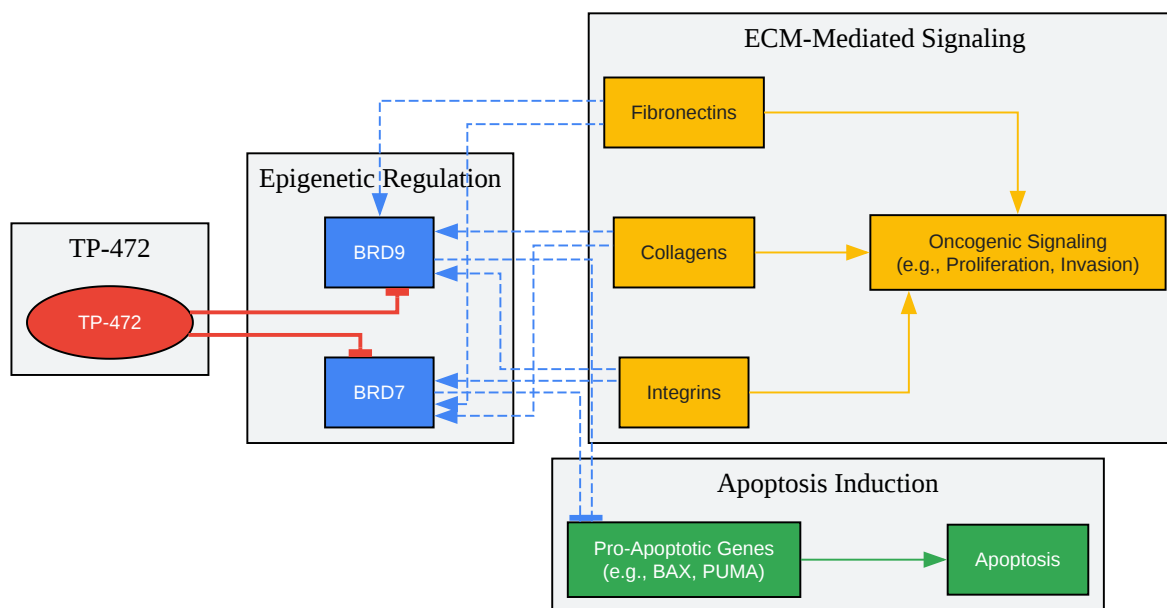 ECM-Mediated Signaling
Fibronectins
Epigenetic Regulation
TP-472
BRD9
Collagens
Oncogenic Signaling
(e.g., Proliferation, Invasion)
TP-472
BRD7
Integrins
Apoptosis Induction
Pro-Apoptotic Genes
(e.g., BAX, PUMA)
Apoptosis